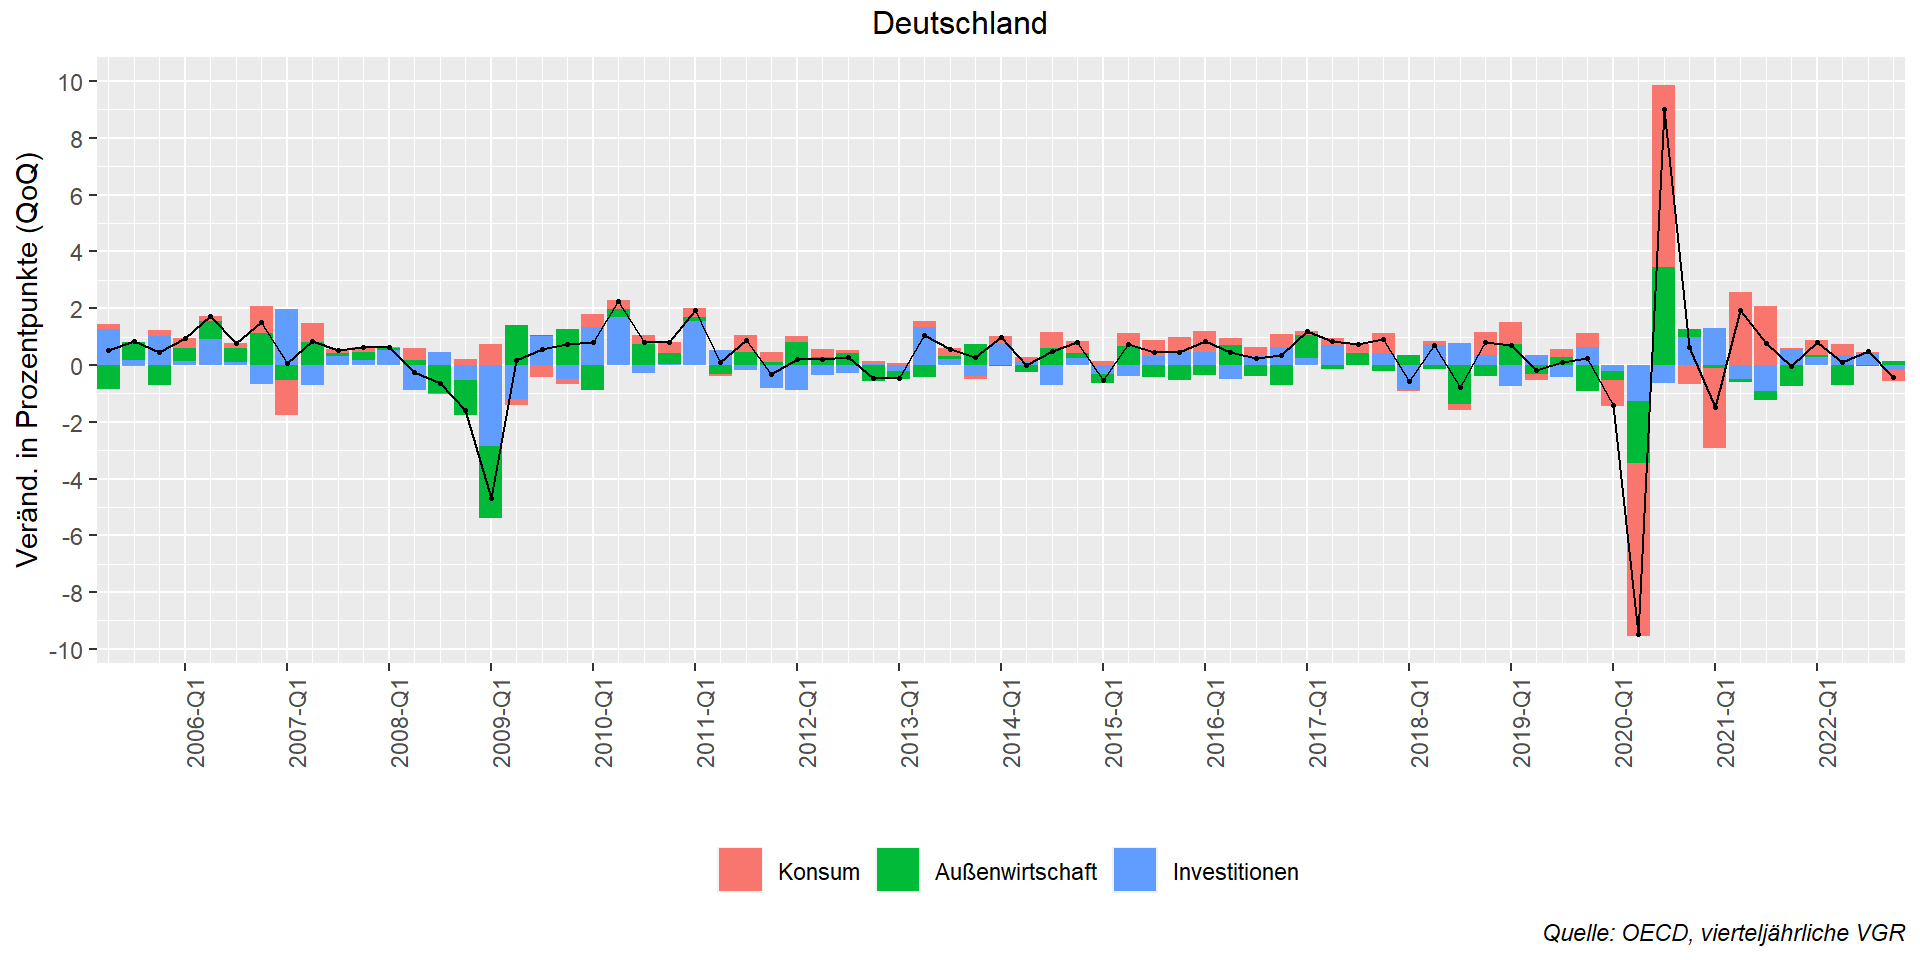 Deutschland
Veränd. in Prozentpunkte (QoQ)
10
8
6
4
2
0
-2
-4
-6
-8
-10
2006-Q1
2007-Q1
2008-Q1
2009-Q1
2010-Q1
2011-Q1
2012-Q1
2013-Q1
2014-Q1
2015-Q1
2016-Q1
2017-Q1
2018-Q1
2019-Q1
2020-Q1
2021-Q1
2022-Q1
Konsum Außenwirtschaft Investitionen
Quelle: OECD, vierteljährliche VGR